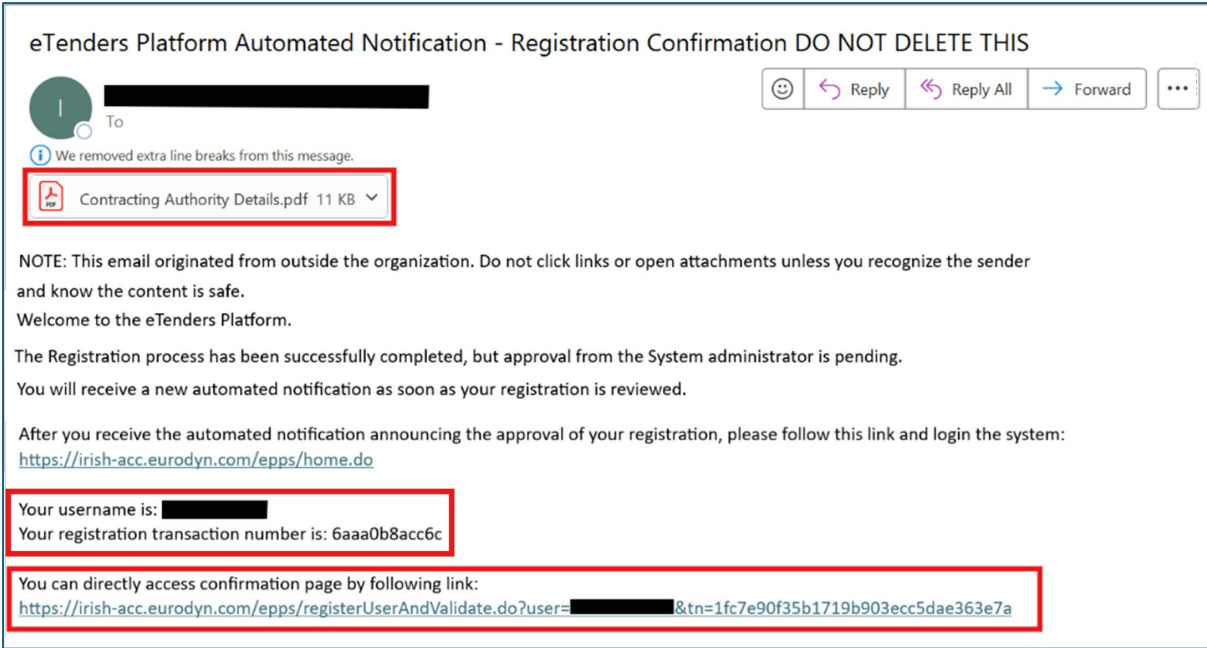 eTenders Platform Automated Notification - Registration Confirmation DO NOT DELETE THIS
I
Reply
Reply All
Forward
To
We removed extra line breaks from this message.
PDF
Contracting Authority Details.pdf 11 KB
NOTE: This email originated from outside the organization. Do not click links or open attachments unless you recognize the sender
and know the content is safe.
Welcome to the eTenders Platform.
The Registration process has been successfully completed, but approval from the System administrator is pending.
You will receive a new automated notification as soon as your registration is reviewed.
After you receive the automated notification announcing the approval of your registration, please follow this link and login the system:
https://irish-acc.eurodyn.com/epps/home.do
Your username is:
Your registration transaction number is: 6aaa0b8acc6c
You can directly access confirmation page by following link:
https://irish-acc.eurodyn.com/epps/registerUserAndValidate.do?user= &tn=1fc7e90f35b1719b903ecc5dae363e7a